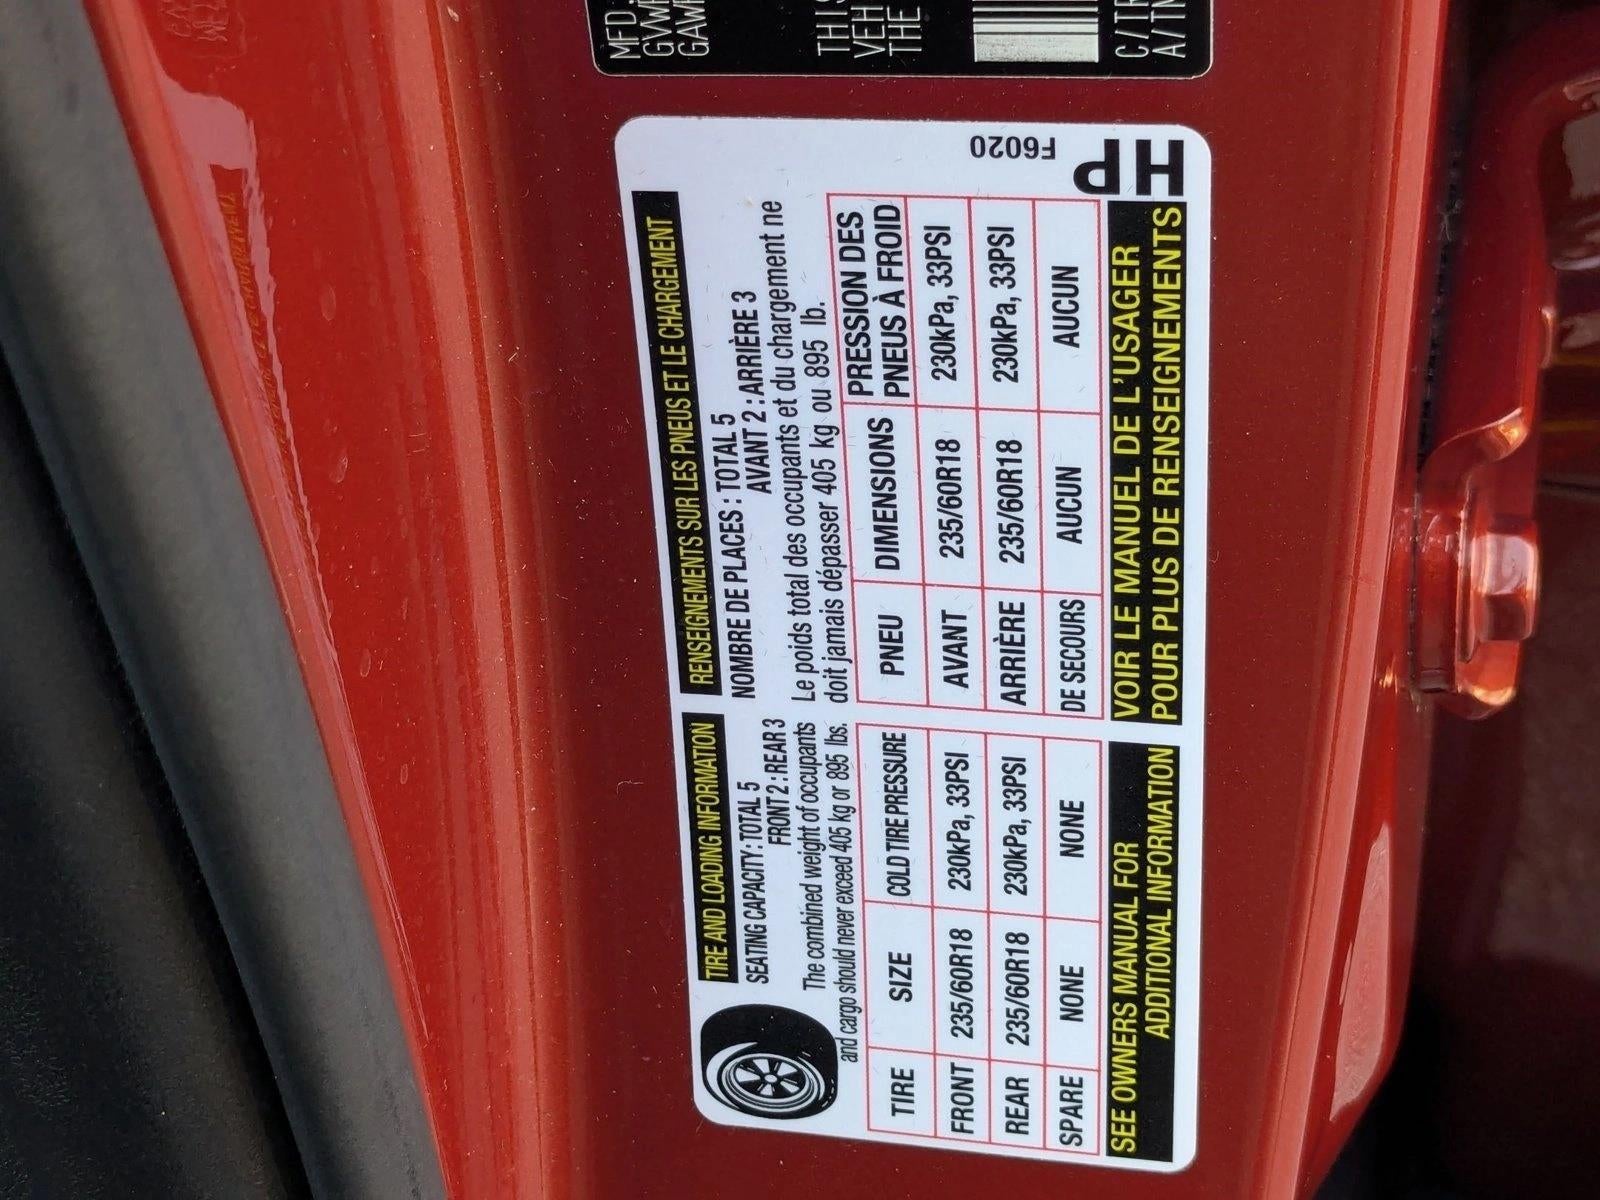 TIRE AND LOADING INFORMATION
SEATING CAPACITY: TOTAL 5
FRONT 2 : REAR 3
The combined weight of occupants
and cargo should never exceed 405 kg or 895 lbs.
TIRE SIZE COLD TIRE PRESSURE
FRONT 235/60R18 230kPa, 33PSI
REAR 235/60R18 230kPa, 33PSI
SPARE NONE NONE
SEE OWNERS MANUAL FOR
ADDITIONAL INFORMATION
RENSEIGNEMENTS SUR LES PNEUS ET LE CHARGEMENT
NOMBRE DE PLACES : TOTAL 5
AVANT 2 : ARRIÈRE 3
Le poids total des occupants et du chargement ne
doit jamais dépasser 405 kg ou 895 lb.
PNEU DIMENSIONS PRESSION DES
PNEUS À FROID
AVANT 235/60R18 230kPa, 33PSI
ARRIÈRE 235/60R18 230kPa, 33PSI
DE SECOURS AUCUN AUCUN
VOIR LE MANUEL DE L'USAGER
POUR PLUS DE RENSEIGNEMENTS
F6020
HP
MFD
THIS
VEH
THE
C/TR